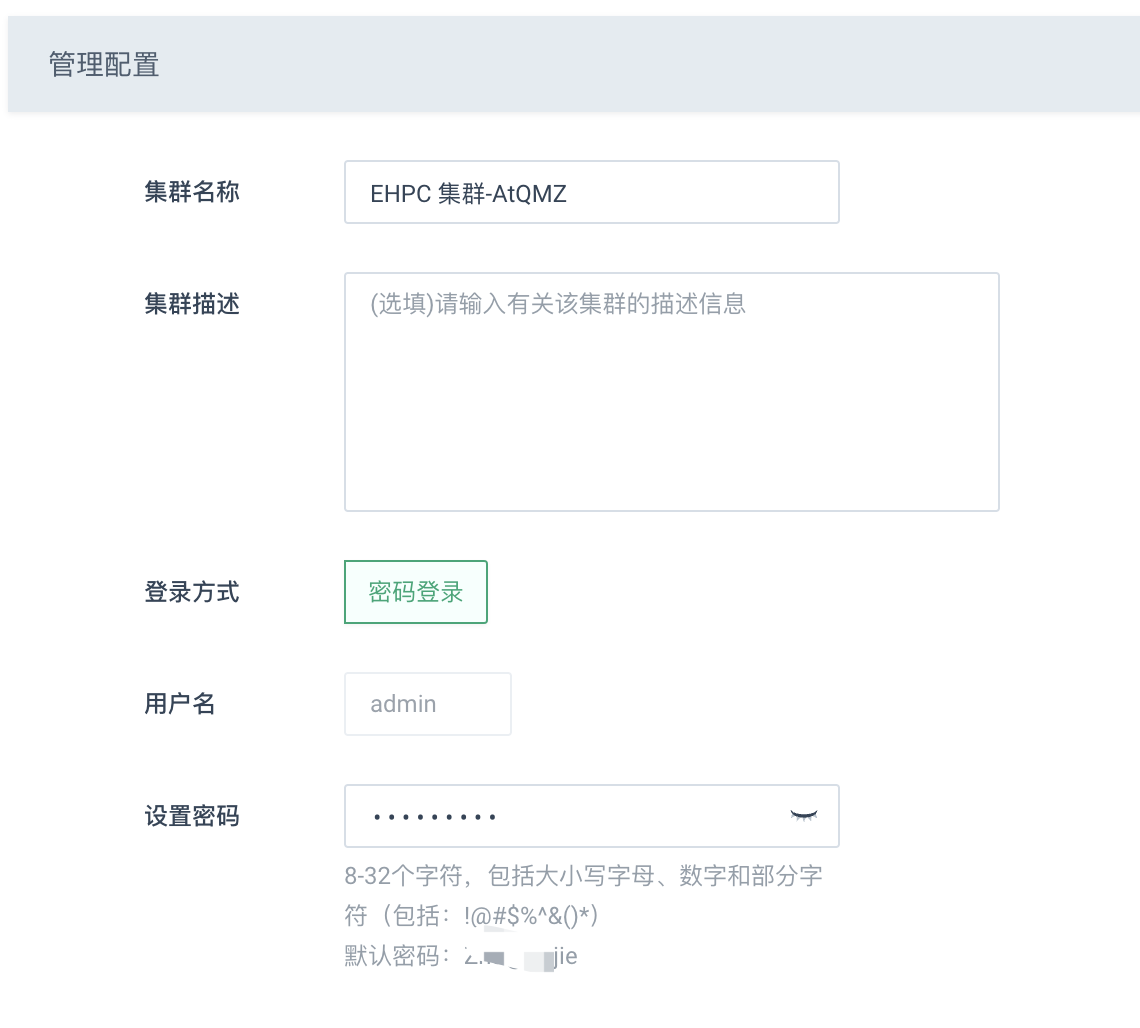 管理配置
集群名称
EHPC 集群-AtQMZ
集群描述
(选填)请输入有关该集群的描述信息
登录方式
密码登录
用户名
admin
设置密码
•••••••••
8-32个字符，包括大小写字母、数字和部分字
符（包括：!@#$%^&()*）
默认密码：